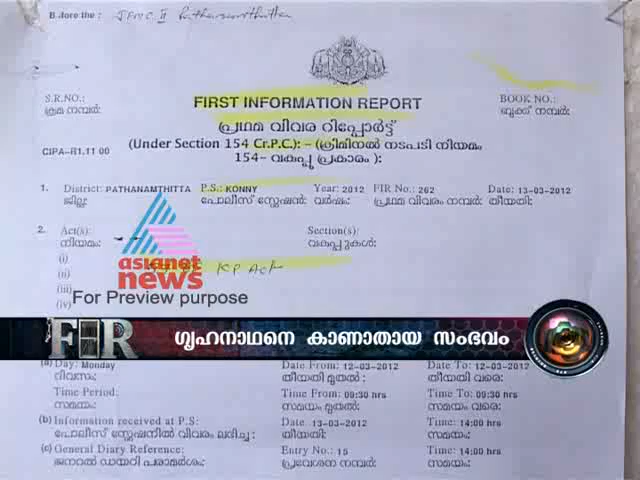 Before the : JFMC II Pathanamthitta
S.R.NO.: BOOK NO.:
ക്രമ നമ്പർ: ബുക്ക് നമ്പർ:
FIRST INFORMATION REPORT
പ്രഥമ വിവര റിപ്പോർട്ട്
(Under Section 154 Cr.P.C.): – (ക്രിമിനൽ നടപടി നിയമം
CIPA-R1.11 00
154– വകുപ്പു പ്രകാരം ):
1. District: PATHANAMTHITTA P.S.: KONNY Year: 2012 FIR No.: 262 Date: 13-03-2012
ജില്ല: പോലീസ് സ്റ്റേഷൻ: വർഷം: പ്രഥമ വിവരം നമ്പർ: തീയതി:
2. Act(s): Section(s):
നിയമം: വകുപ്പുകൾ:
(i)
(ii) KP Act
(iii)
(iv)
asianet
news
For Preview purpose
FIR ഗൃഹനാഥനെ കാണാതായ സംഭവം
(a) Day: Monday Date From: 12-03-2012 Date To: 12-03-2012
ദിവസം: തീയതി മുതൽ: തീയതി വരെ:
Time Period: Time From: 09:30 hrs Time To: 09:30 hrs
സമയം: സമയം മുതൽ: സമയം വരെ:
(b) Information received at P.S: Date: 13-03-2012 Time: 14:00 hrs
പോലീസ് സ്റ്റേഷനിൽ വിവരം ലഭിച്ച : തീയതി: സമയം:
(c) General Diary Reference: Entry No.: 15 Time: 14:00 hrs
ജനറൽ ഡയറി പരാമർശം: പ്രവേശന നമ്പർ: സമയം: